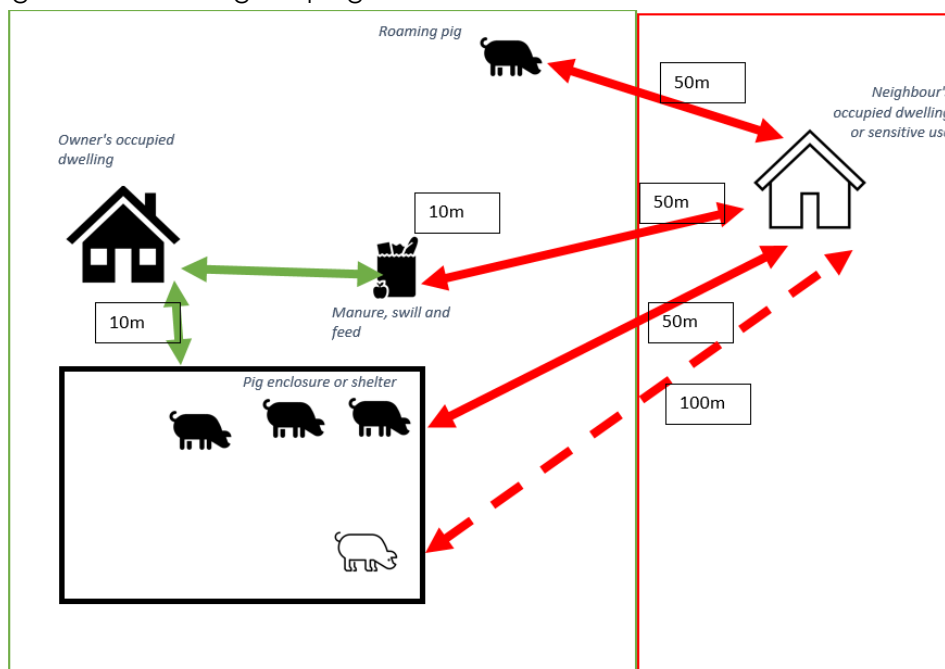 Roaming pig
50m
Neighbour's
occupied dwelling
or sensitive use
Owner's occupied
dwelling
10m
50m
Manure, swill and
feed
10m
50m
Pig enclosure or shelter
100m